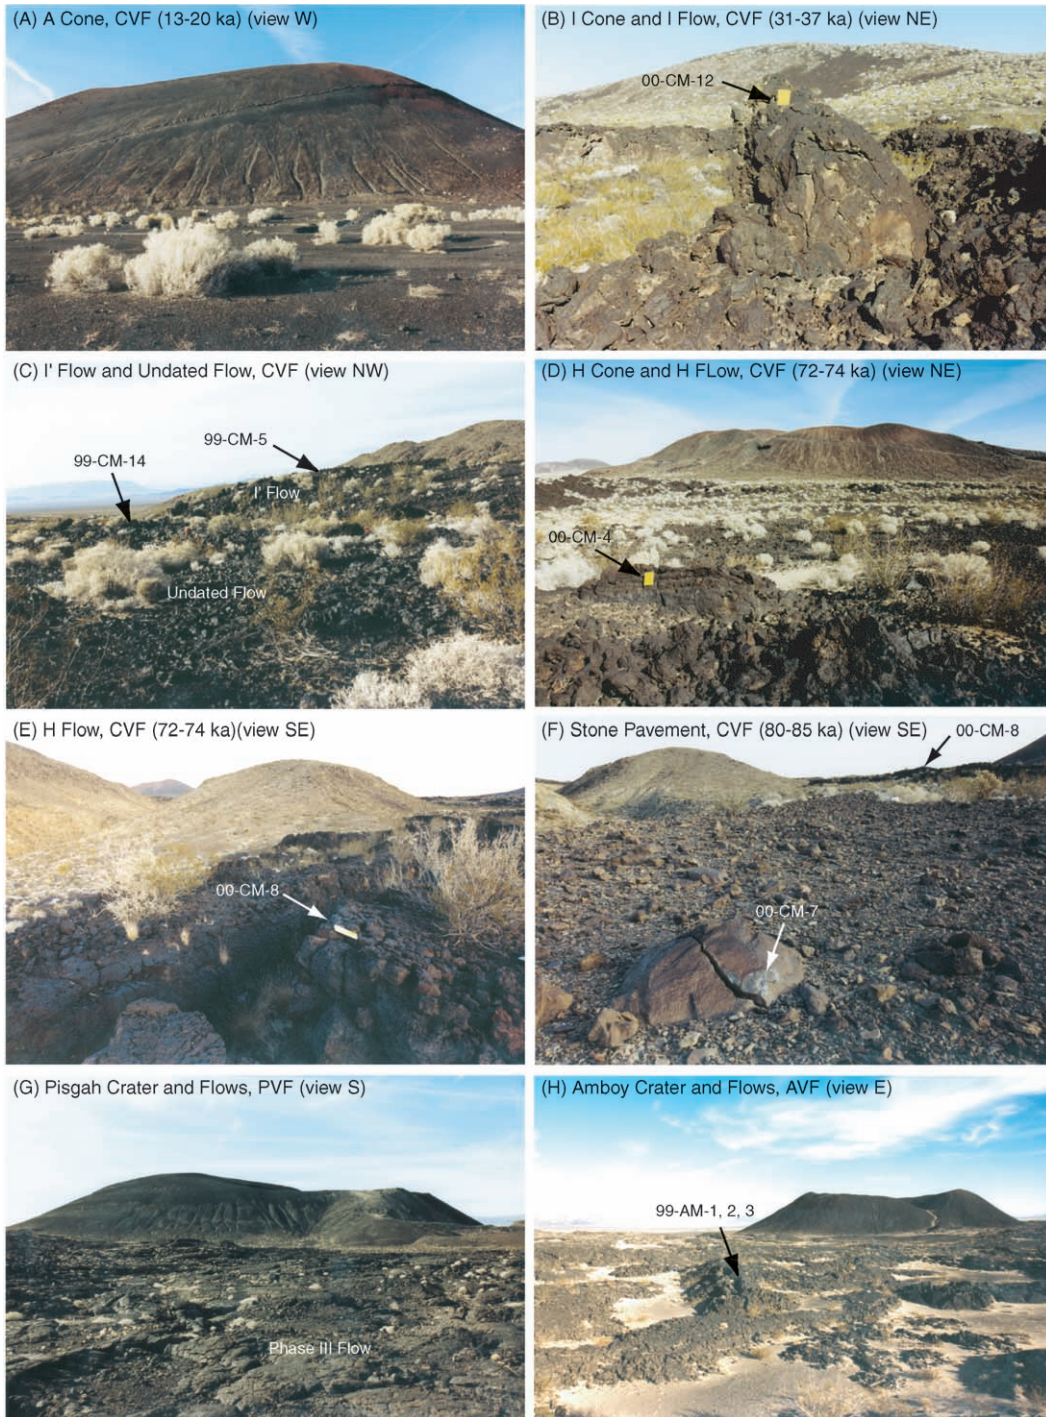 (A) A Cone, CVF (13-20 ka) (view W)
(B) I Cone and I Flow, CVF (31-37 ka) (view NE)
00-CM-12
(C) I' Flow and Undated Flow, CVF (view NW)
99-CM-5
99-CM-14
I' Flow
Undated Flow
(D) H Cone and H FLow, CVF (72-74 ka) (view NE)
00-CM-4
(E) H Flow, CVF (72-74 ka)(view SE)
00-CM-8
(F) Stone Pavement, CVF (80-85 ka) (view SE)
00-CM-8
00-CM-7
(G) Pisgah Crater and Flows, PVF (view S)
Phase III Flow
(H) Amboy Crater and Flows, AVF (view E)
99-AM-1, 2, 3